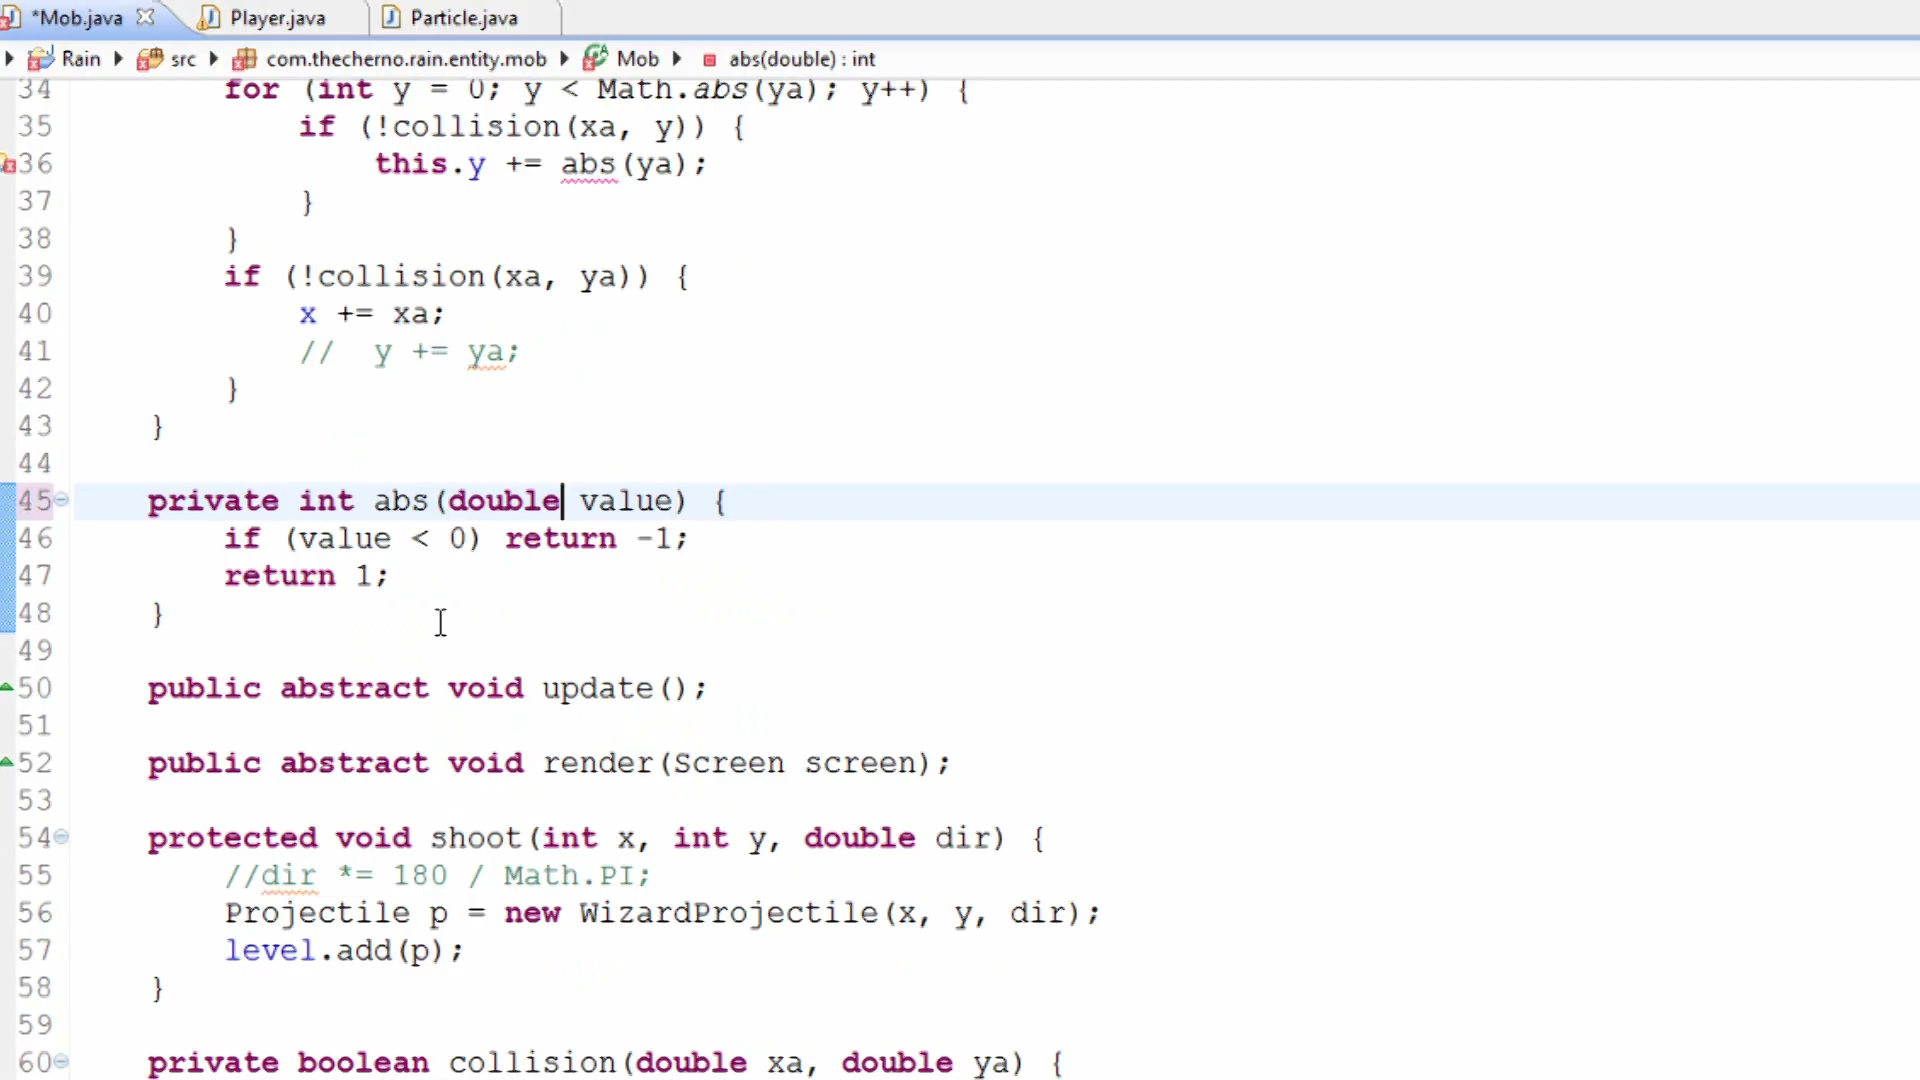 *Mob.java Player.java Particle.java
Rain src com.thecherno.rain.entity.mob Mob abs(double) : int
34 for (int y = 0; y < Math.abs(ya); y++) {
35 if (!collision(xa, y)) {
36 this.y += abs(ya);
37 }
38 }
39 if (!collision(xa, ya)) {
40 x += xa;
41 // y += ya;
42 }
43 }
44
45 private int abs(double value) {
46 if (value < 0) return -1;
47 return 1;
48 }
49
50 public abstract void update();
51
52 public abstract void render(Screen screen);
53
54 protected void shoot(int x, int y, double dir) {
55 //dir *= 180 / Math.PI;
56 Projectile p = new WizardProjectile(x, y, dir);
57 level.add(p);
58 }
59
60 private boolean collision(double xa, double ya) {